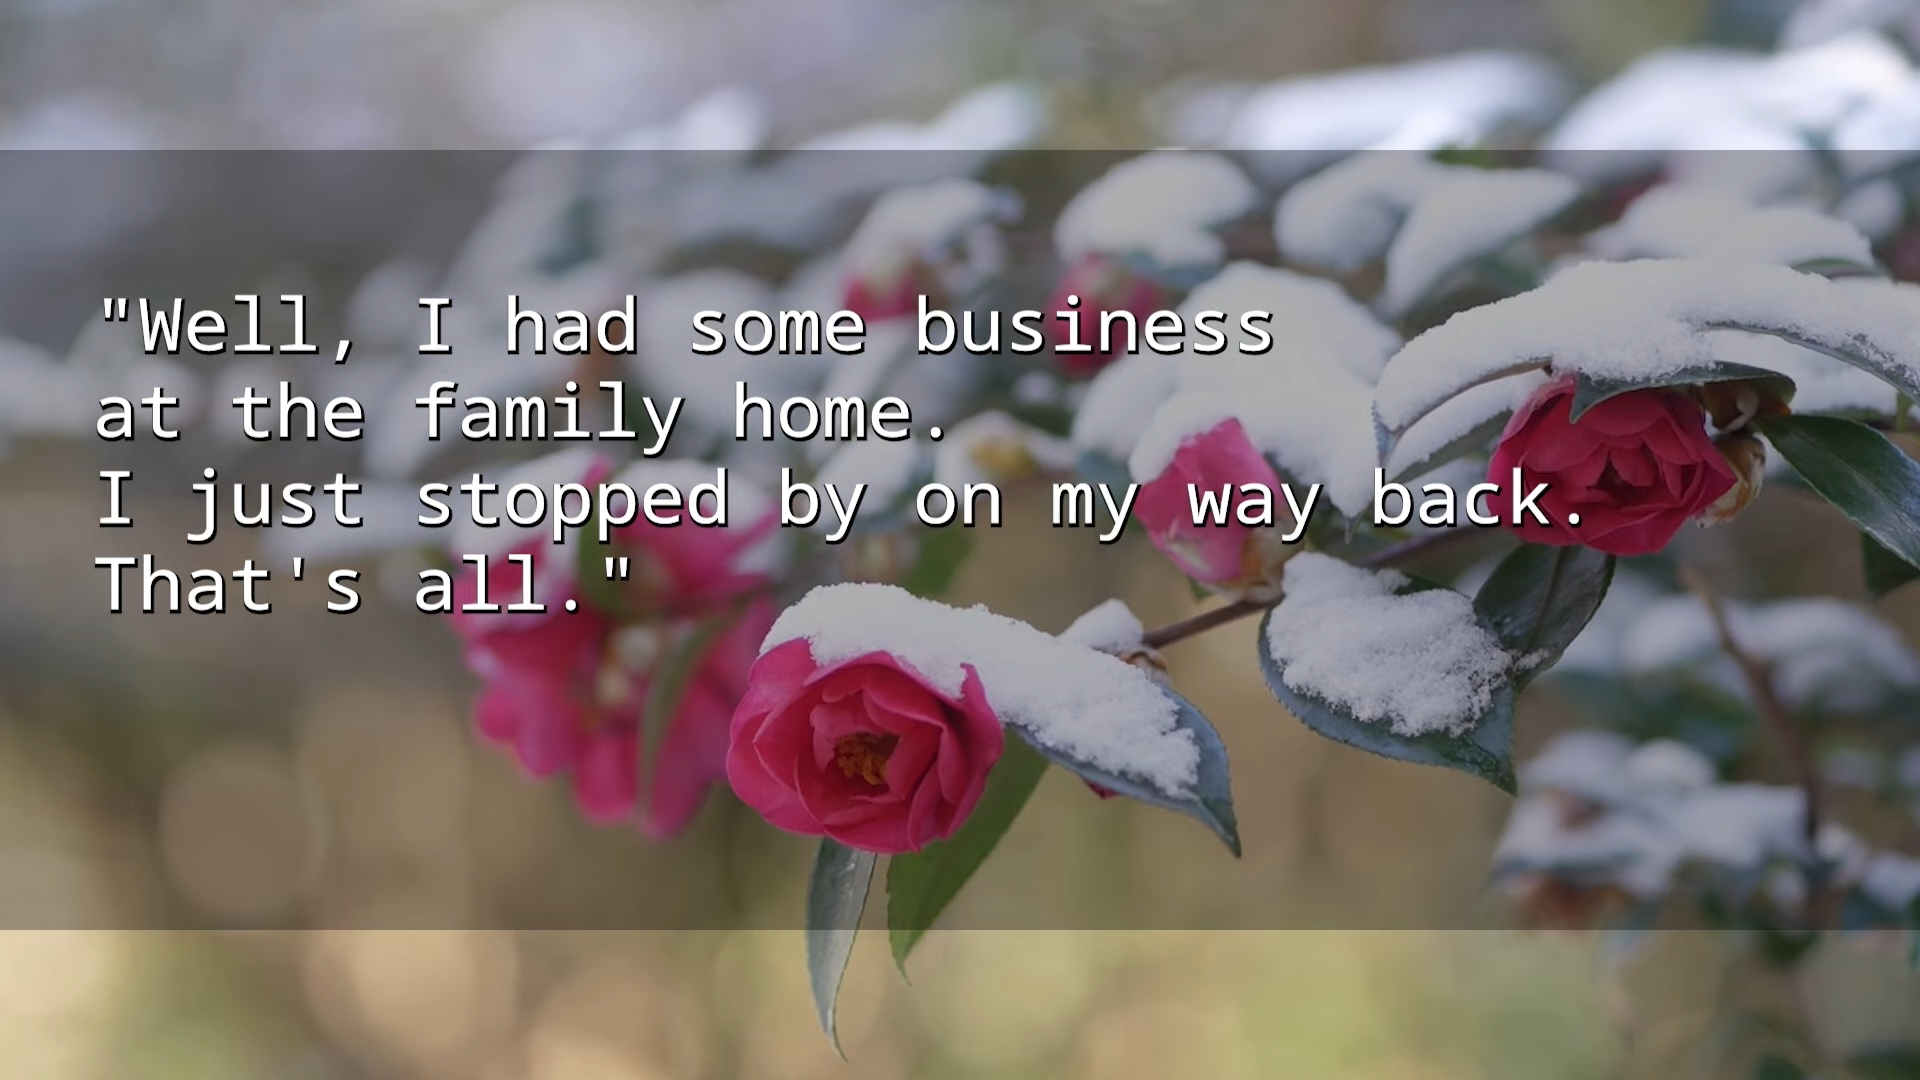 "Well, I had some business
at the family home.
I just stopped by on my way back.
That's all."